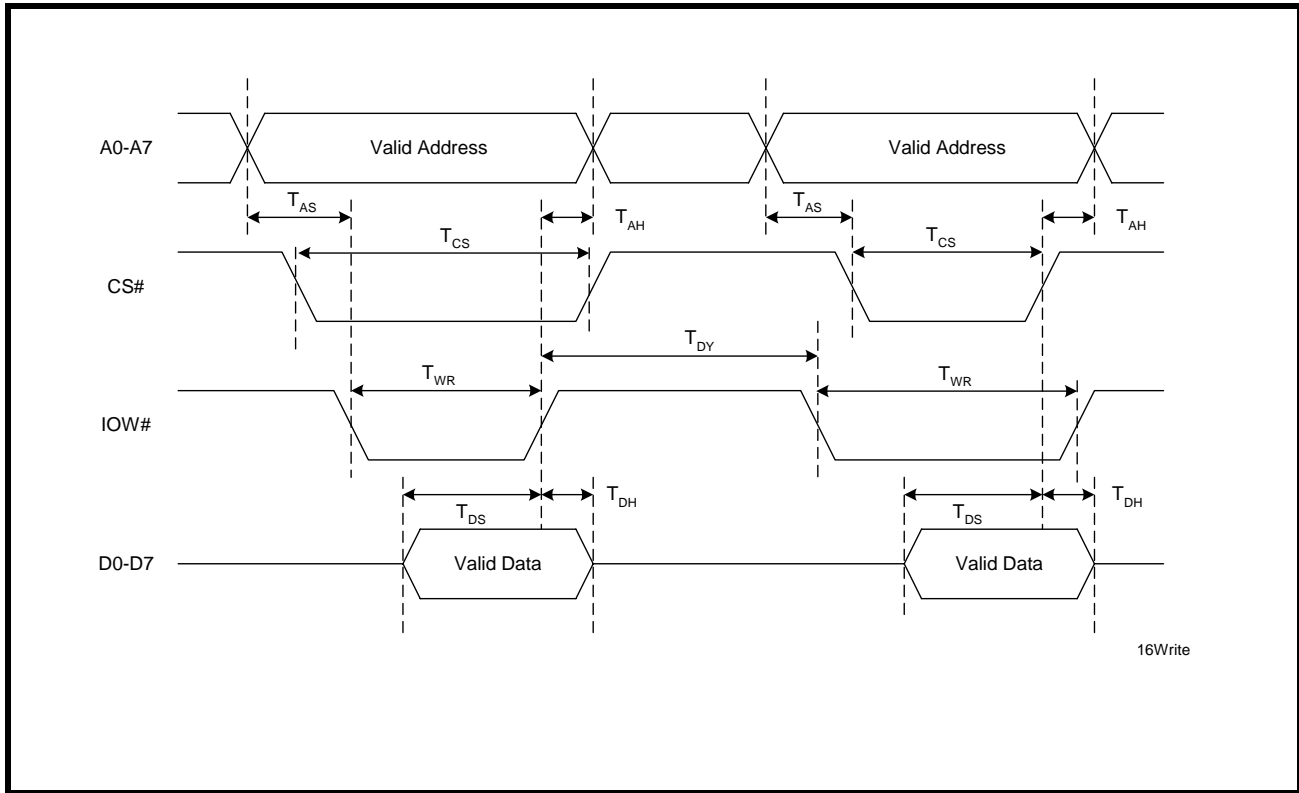 A0-A7
Valid Address
Valid Address
TAS
TAH
TAS
TAH
TCS
TCS
CS#
TDY
TWR
TWR
IOW#
TDS
TDH
TDS
TDH
D0-D7
Valid Data
Valid Data
16Write